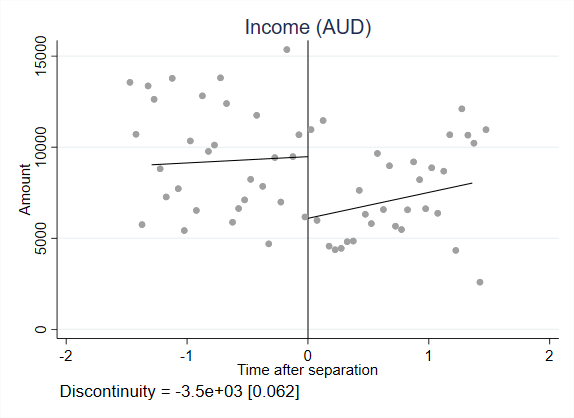 Income (AUD)
15000
10000
5000
0
Amount
-2 -1 0 1 2
Time after separation
Discontinuity = -3.5e+03 [0.062]